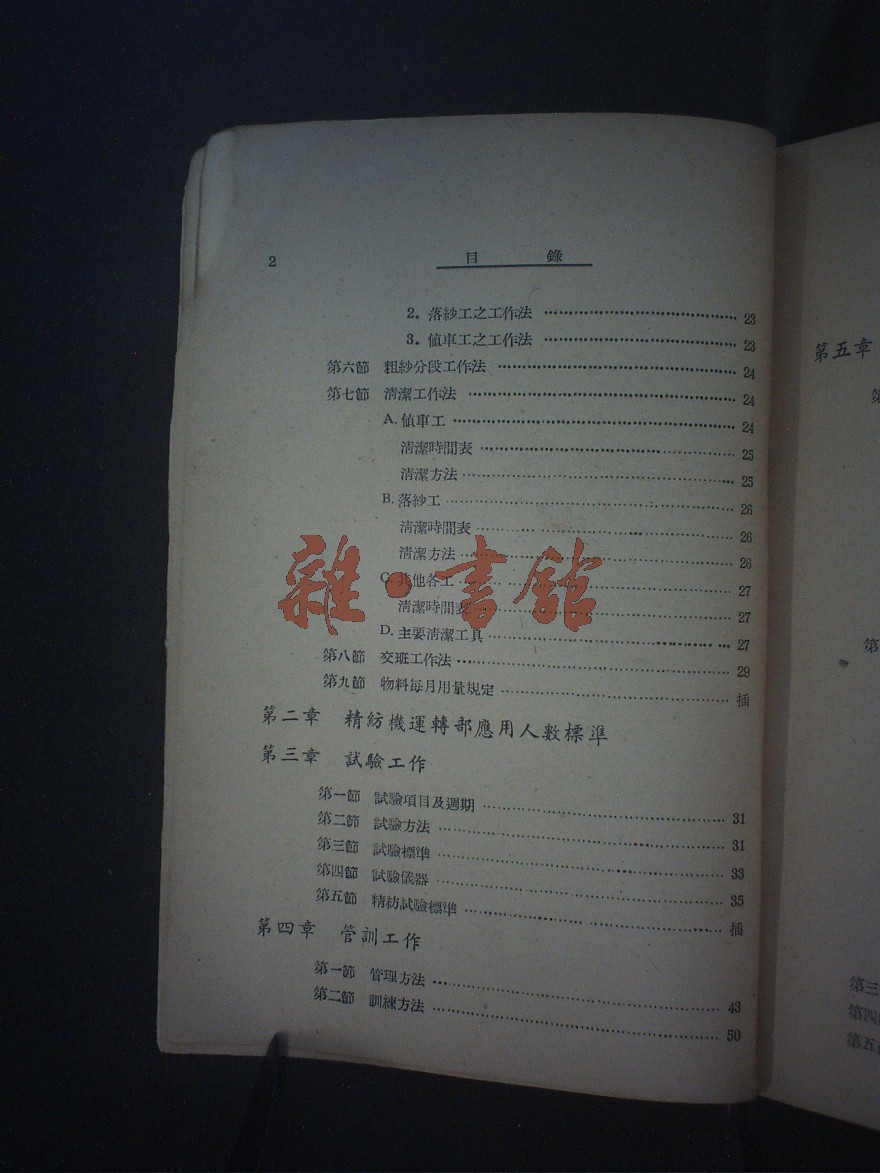 2 目錄
2. 落紗工之工作法 23
3. 値車工之工作法 23
第六節 粗紗分段工作法 24
第七節 清潔工作法 24
A. 値車工 24
清潔時間表 25
清潔方法 25
B. 落紗工 26
清潔時間表 26
清潔方法 26
C. 其他各工 27
清潔時間表 27
D. 主要清潔工具 27
第八節 交班工作法 29
第九節 物料每月用量規定 插
第二章 精紡機運轉部應用人數標準
第三章 試驗工作
第一節 試驗項目及週期 31
第二節 試驗方法 31
第三節 試驗標準 33
第四節 試驗儀器 35
第五節 精紡試驗標準 插
第四章 管訓工作
第一節 管理方法 43
第二節 訓練方法 50
雜·書館
第五章
第
第三
第四
第五